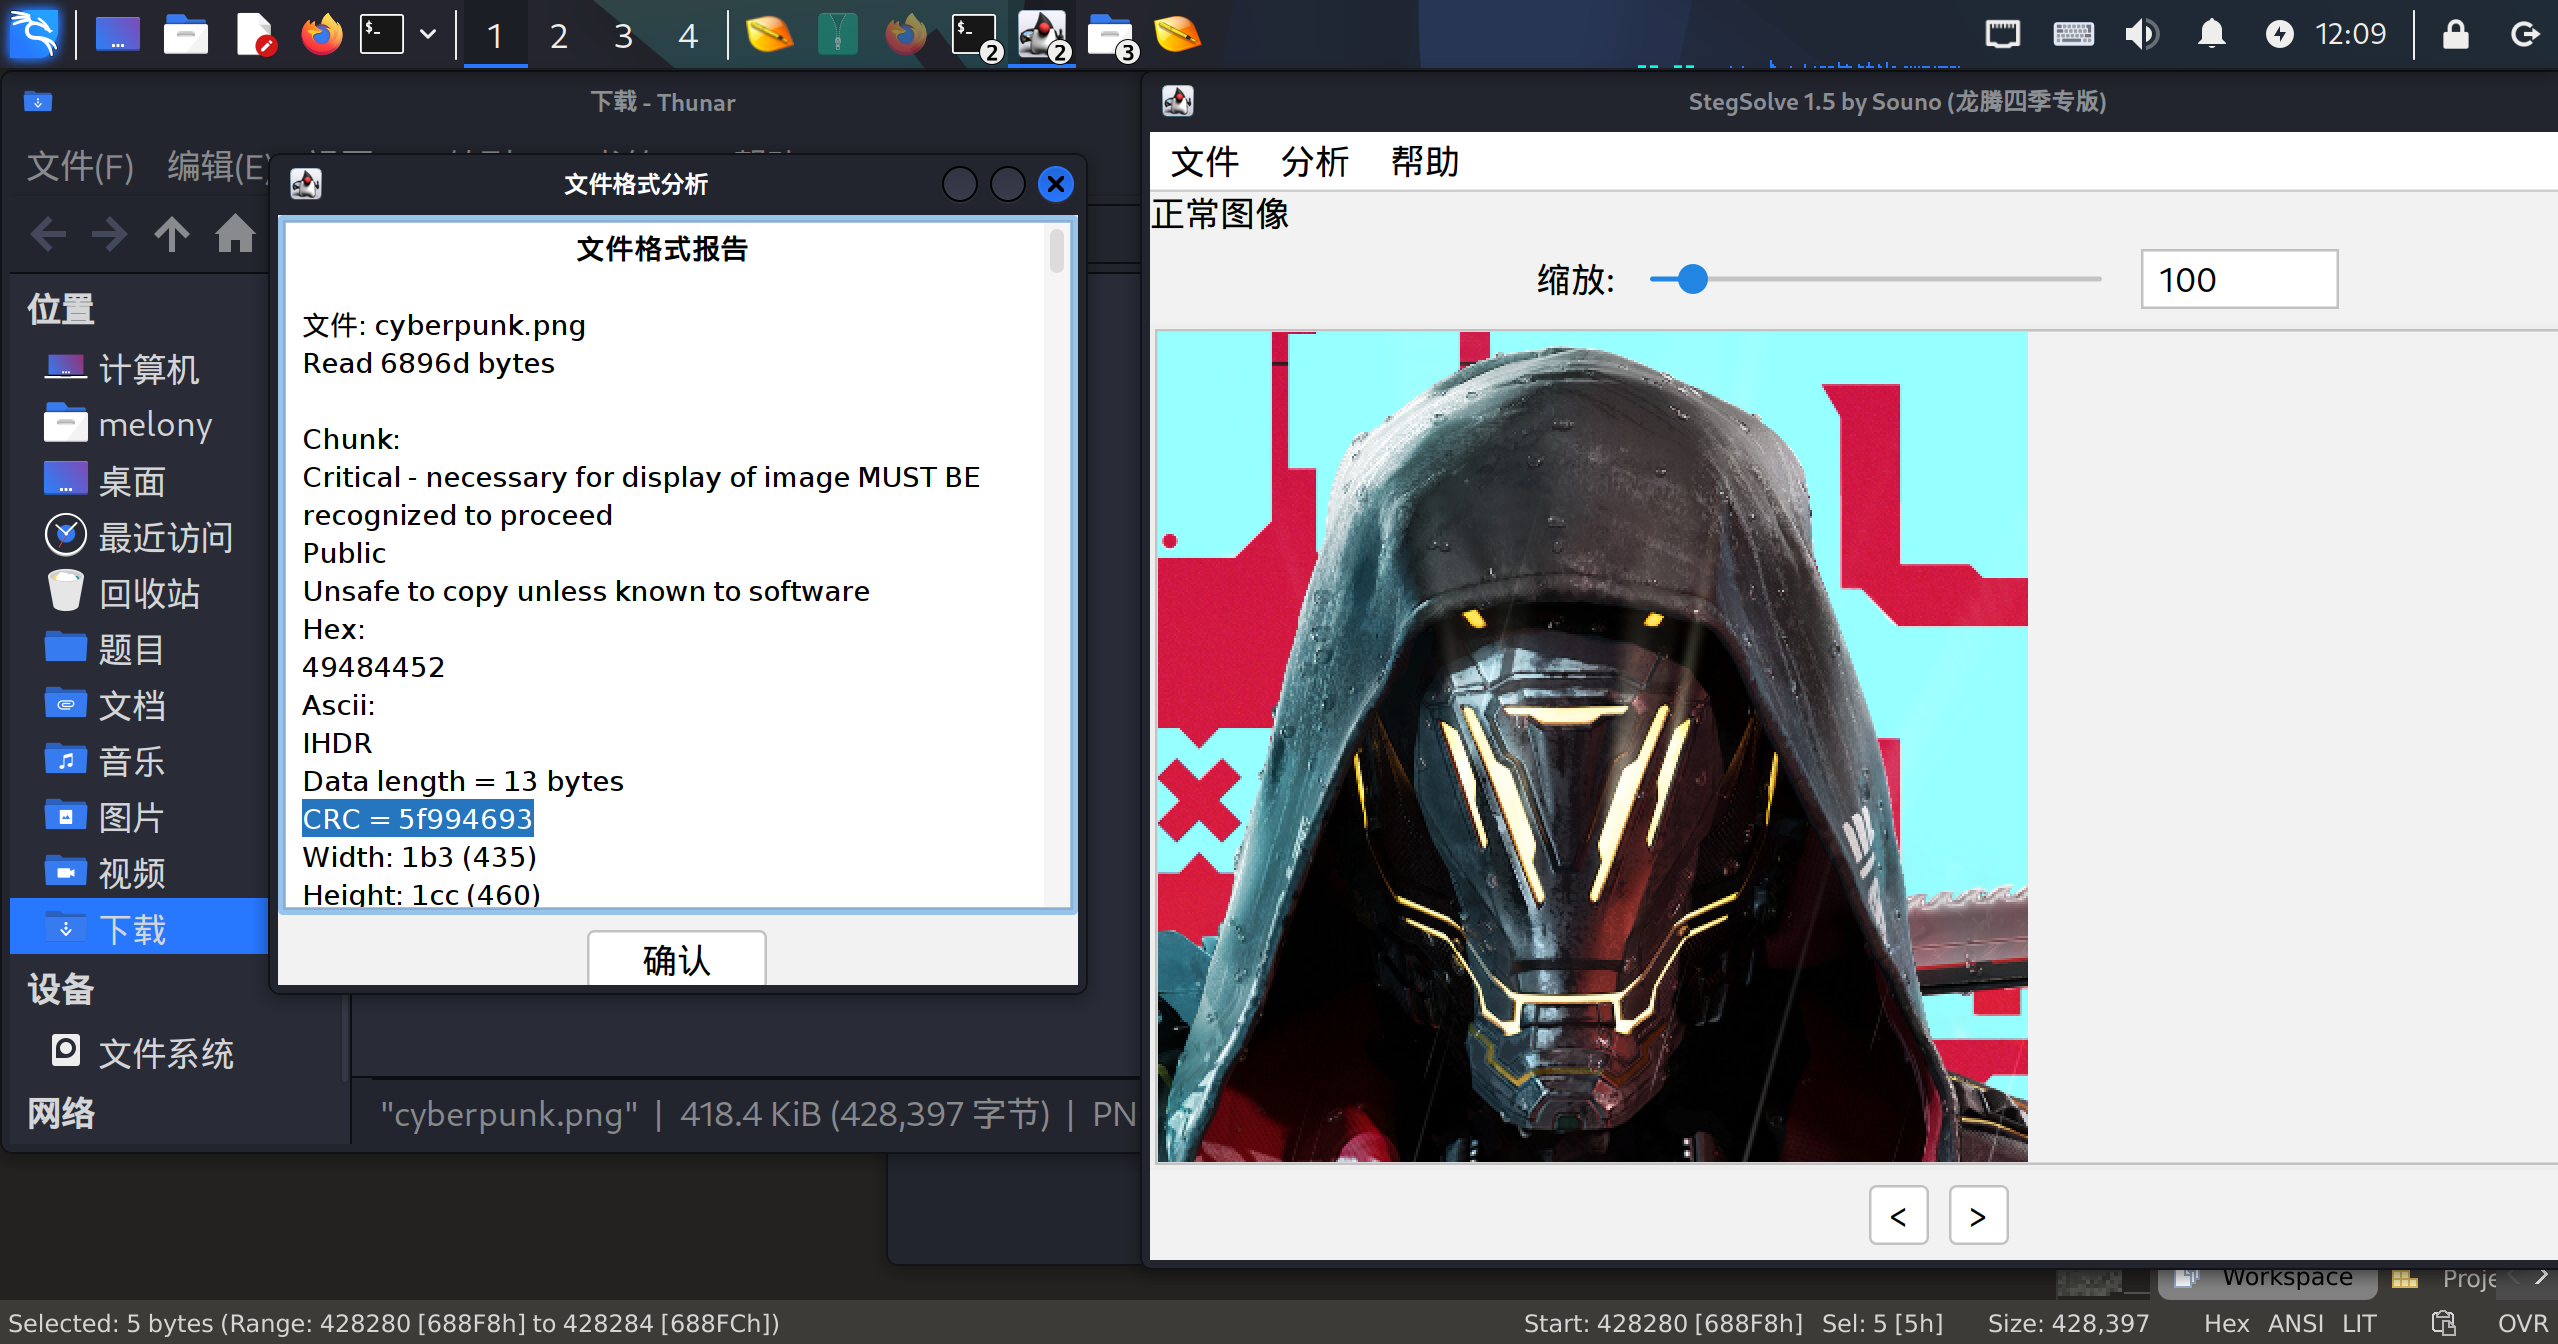 1
2
3
4
$-
$-
2
2
3
12:09
下载 - Thunar
文件(F)
编辑(E)
位置
计算机
melony
桌面
最近访问
回收站
题目
文档
音乐
图片
视频
下载
设备
文件系统
网络
"cyberpunk.png" | 418.4 KiB (428,397 字节) | PN
文件格式分析
文件格式报告
文件: cyberpunk.png
Read 6896d bytes
Chunk:
Critical - necessary for display of image MUST BE
recognized to proceed
Public
Unsafe to copy unless known to software
Hex:
49484452
Ascii:
IHDR
Data length = 13 bytes
CRC = 5f994693
Width: 1b3 (435)
Height: 1cc (460)
确认
StegSolve 1.5 by Souno (龙腾四季专版)
文件
分析
帮助
正常图像
缩放:
100
<
>
Workspace
Proje
Selected: 5 bytes (Range: 428280 [688F8h] to 428284 [688FCh])
Start: 428280 [688F8h]
Sel: 5 [5h]
Size: 428,397
Hex
ANSI
LIT
OVR